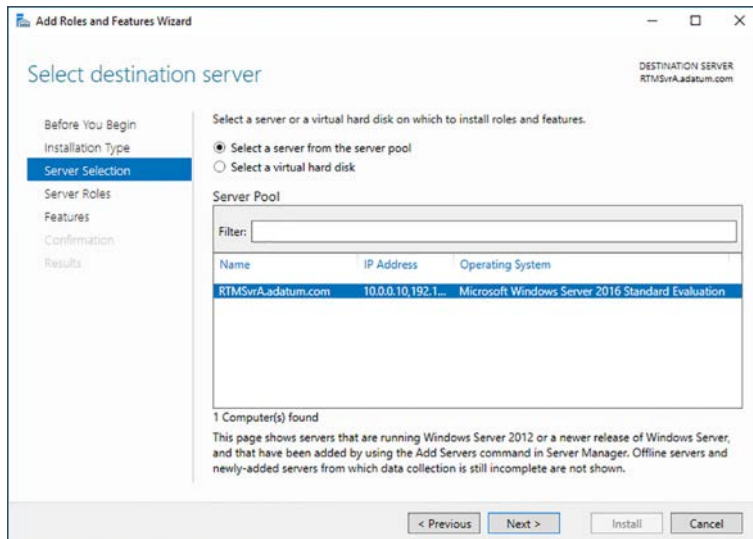 Add Roles and Features Wizard
Select destination server
DESTINATION SERVER
RTMSvrA.adatum.com
Before You Begin
Installation Type
Server Selection
Server Roles
Features
Confirmation
Results
Select a server or a virtual hard disk on which to install roles and features.
Select a server from the server pool
Select a virtual hard disk
Server Pool
Filter:
Name IP Address Operating System
RTMSvrA.adatum.com 10.0.0.10,192.1... Microsoft Windows Server 2016 Standard Evaluation
1 Computer(s) found
This page shows servers that are running Windows Server 2012 or a newer release of Windows Server,
and that have been added by using the Add Servers command in Server Manager. Offline servers and
newly-added servers from which data collection is still incomplete are not shown.
< Previous Next > Install Cancel